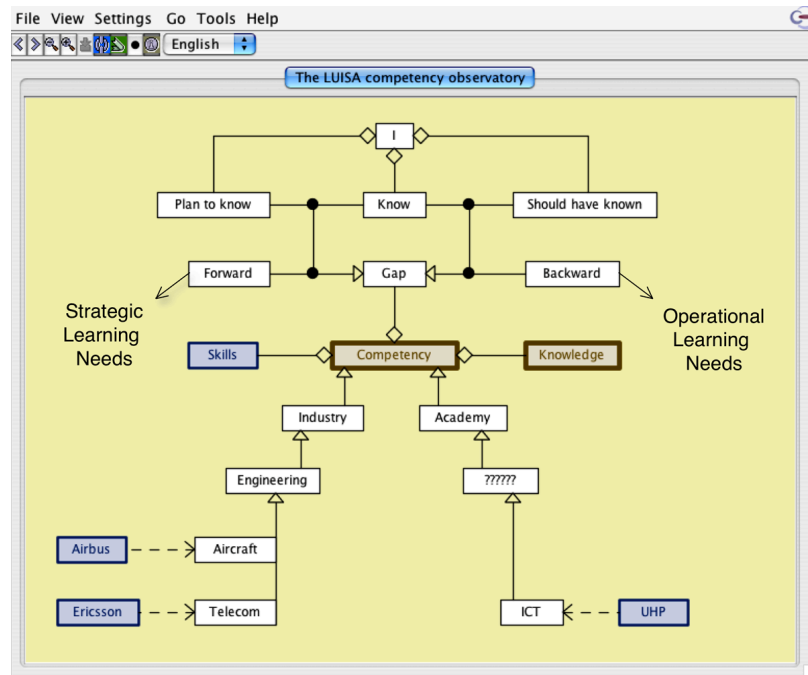 File View Settings Go Tools Help
English
The LUISA competency observatory
I
Plan to know
Know
Should have known
Forward
Gap
Backward
Strategic
Learning
Needs
Operational
Learning
Needs
Skills
Competency
Knowledge
Industry
Academy
Engineering
??????
Airbus
Aircraft
Ericsson
Telecom
ICT
UHP